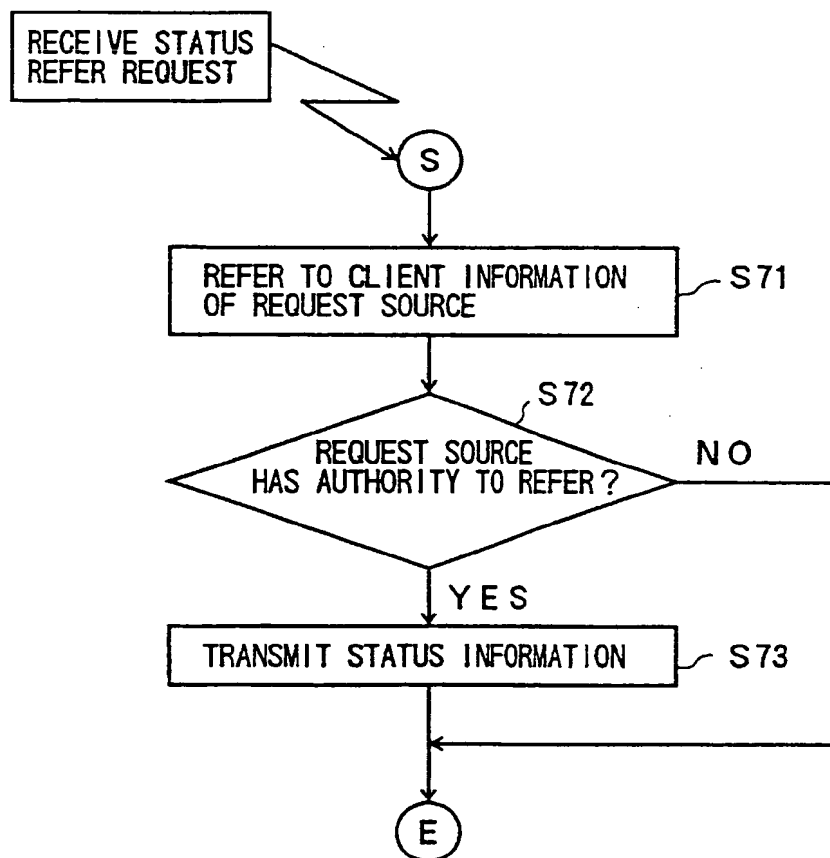 RECEIVE STATUS
REFER REQUEST
S
REFER TO CLIENT INFORMATION
OF REQUEST SOURCE
S71
S72
REQUEST SOURCE
HAS AUTHORITY TO REFER?
NO
YES
TRANSMIT STATUS INFORMATION
S73
E